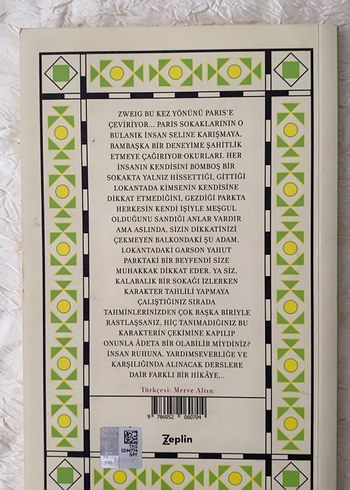 ZWEIG BU KEZ YÖNÜNÜ PARIS'E
ÇEVİRİYOR... PARİS SOKAKLARININ O
BULANIK İNSAN SELİNE KARIŞMAYA,
BAMBAŞKA BİR DENEYİME ŞAHİTLİK
ETMEYE ÇAĞIRIYOR OKURLARI. HER
İNSANIN KENDİSİNİ BOMBOŞ BİR
SOKAKTA YALNIZ HİSSETTİĞİ, GİTTİĞİ
LOKANTADA KİMSENİN KENDİSİNE
DİKKAT ETMEDİĞİNİ, GEZDİĞİ PARKTA
HERKESİN KENDİ İŞİYLE MEŞGUL
OLDUĞUNU SANDIĞI ANLAR VARDIR
AMA ASLINDA, SİZİN DİKKATİNİZİ
ÇEKMEYEN BALKONDAKİ ŞU ADAM,
LOKANTADAKİ GARSON YAHUT
PARKTAKİ BİR BEYFENDİ SİZE
MUHAKKAK DİKKAT EDER. YA SİZ,
KALABALIK BİR SOKAĞI İZLERKEN
KARAKTER TAHLİLİ YAPMAYA
ÇALIŞTIĞINIZ SIRADA
TAHMİNLERİNİZDEN ÇOK BAŞKA BİRİYLE
RASTLAŞSANIZ, HİÇ TANIMADIĞINIZ BU
KARAKTERİN ÇEKİMİNE KAPILIP
ONUNLA ÂDETA BİR OLABİLİR MİYDİNİZ?
İNSAN RUHUNA, YARDIMSEVERLİĞE VE
KARŞILIĞINDA ALINACAK DERSLERE
DAİR FARKLI BİR HİKÂYE...
Türkçesi: Merve Altın
9 786052 060704
Zeplin